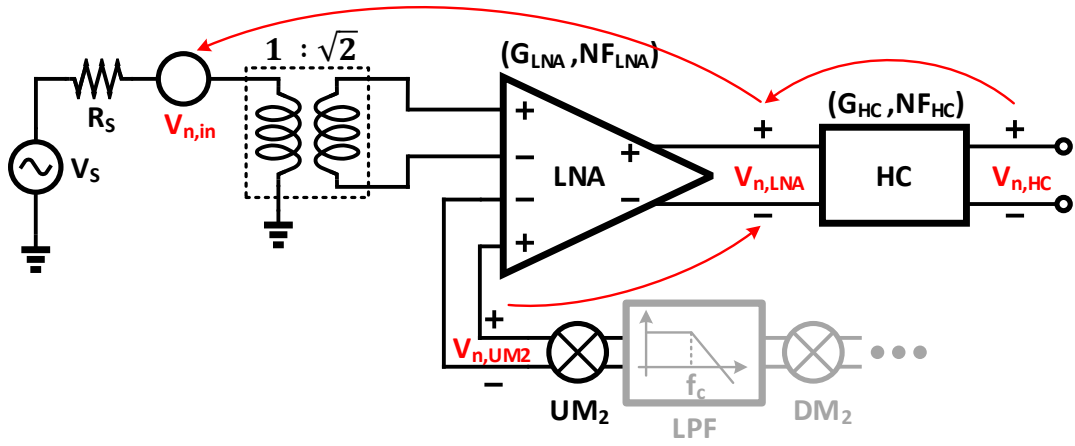 1 : √2
(G_LNA ,NF_LNA)
(G_HC ,NF_HC)
R_S
V_n,in
V_S
+
−
−
+
LNA
+
−
+
V_n,LNA
−
HC
+
V_n,HC
−
+
V_n,UM2
−
UM_2
f_c
LPF
DM_2